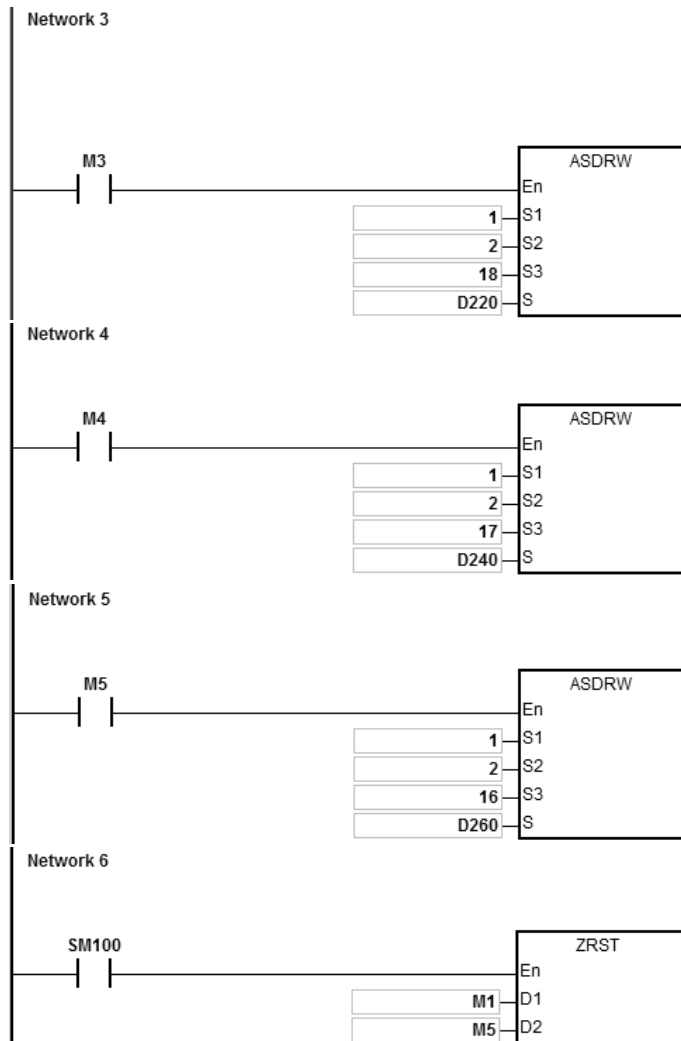 Network 3
M3
ASDRW
En
1 S1
2 S2
18 S3
D220 S
Network 4
M4
ASDRW
En
1 S1
2 S2
17 S3
D240 S
Network 5
M5
ASDRW
En
1 S1
2 S2
16 S3
D260 S
Network 6
SM100
ZRST
En
M1 D1
M5 D2